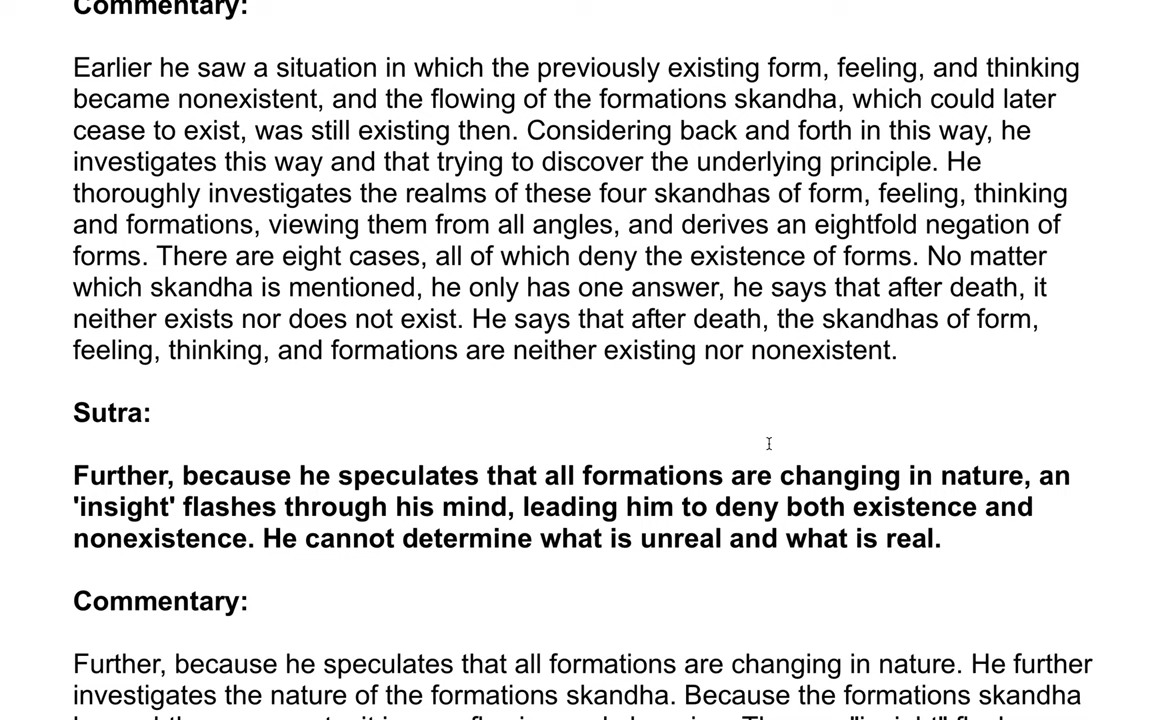 Commentary:
Earlier he saw a situation in which the previously existing form, feeling, and thinking
became nonexistent, and the flowing of the formations skandha, which could later
cease to exist, was still existing then. Considering back and forth in this way, he
investigates this way and that trying to discover the underlying principle. He
thoroughly investigates the realms of these four skandhas of form, feeling, thinking
and formations, viewing them from all angles, and derives an eightfold negation of
forms. There are eight cases, all of which deny the existence of forms. No matter
which skandha is mentioned, he only has one answer, he says that after death, it
neither exists nor does not exist. He says that after death, the skandhas of form,
feeling, thinking, and formations are neither existing nor nonexistent.
Sutra:
Further, because he speculates that all formations are changing in nature, an
'insight' flashes through his mind, leading him to deny both existence and
nonexistence. He cannot determine what is unreal and what is real.
Commentary:
Further, because he speculates that all formations are changing in nature. He further
investigates the nature of the formations skandha. Because the formations skandha